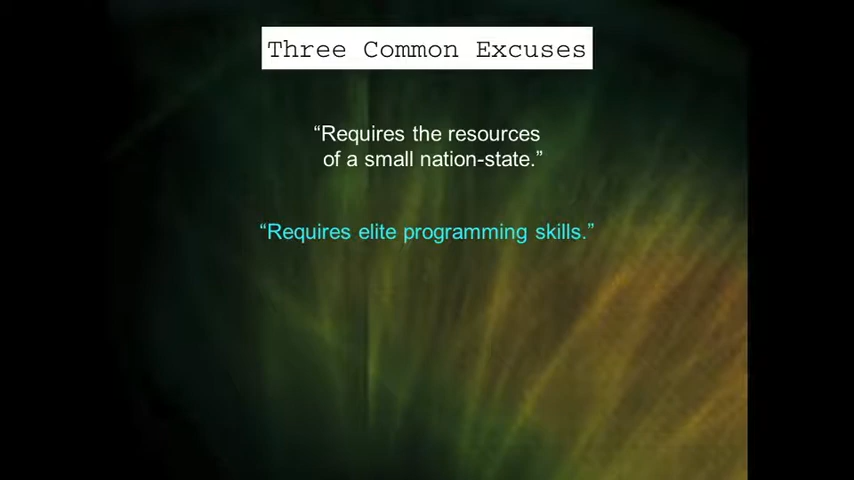 Three Common Excuses
“Requires the resources
of a small nation-state.”
“Requires elite programming skills.”